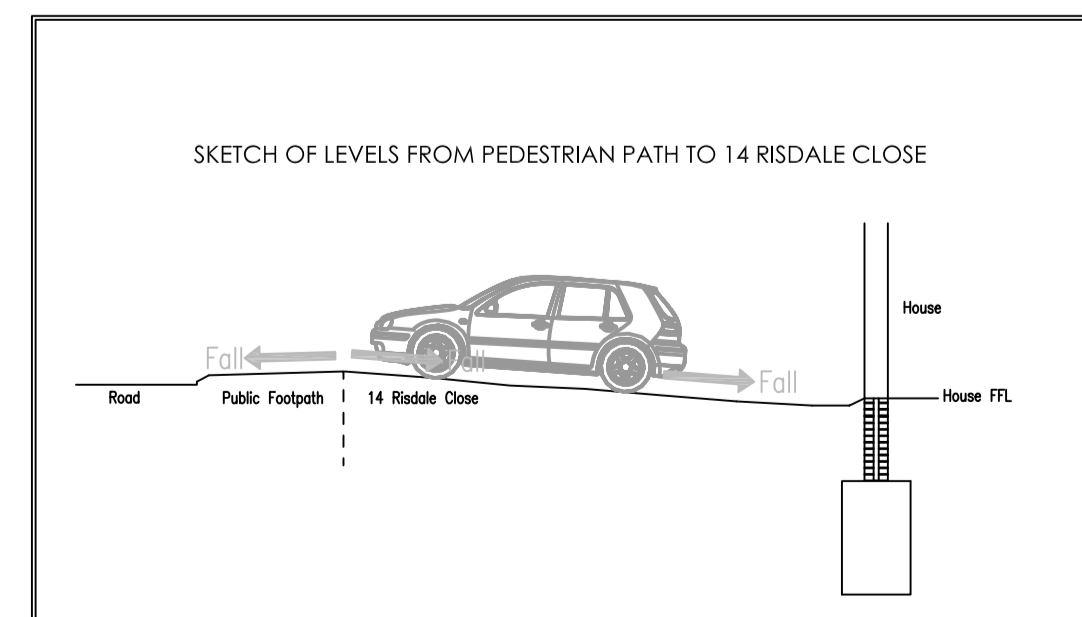 SKETCH OF LEVELS FROM PEDESTRIAN PATH TO 14 RISDALE CLOSE
House
Fall
Fall
Fall
Road
Public Footpath
14 Risdale Close
House FFL